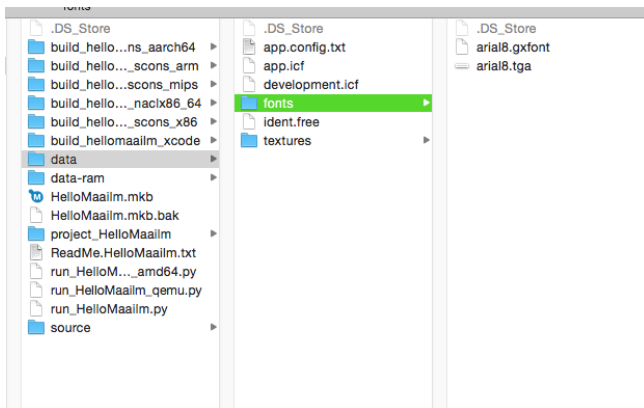 fonts
.DS_Store
build_hello...ns_aarch64
build_hello..._scons_arm
build_hello...scons_mips
build_hello..._naclx86_64
build_hello..._scons_x86
build_hellomaailm_xcode
data
data-ram
HelloMaailm.mkb
HelloMaailm.mkb.bak
project_HelloMaailm
ReadMe.HelloMaailm.txt
run_HelloM..._amd64.py
run_HelloMaailm_qemu.py
run_HelloMaailm.py
source
.DS_Store
app.config.txt
app.icf
development.icf
fonts
ident.free
textures
.DS_Store
arial8.gxfont
arial8.tga